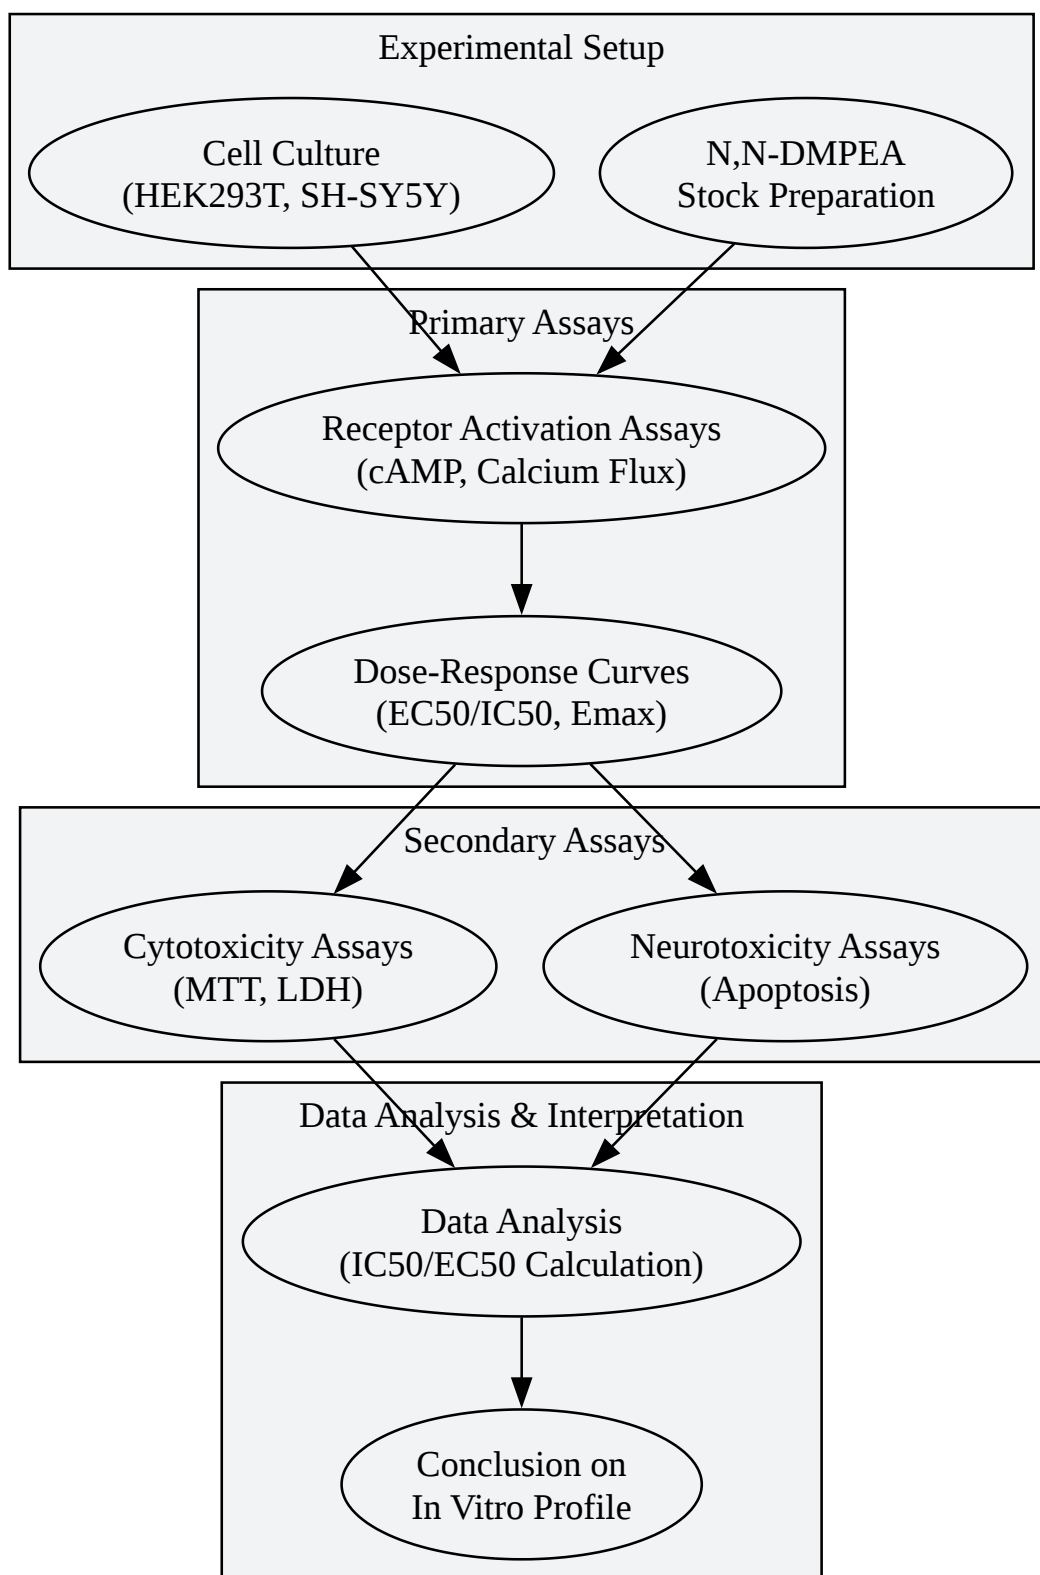 Experimental Setup
Cell Culture
(HEK293T, SH-SY5Y)
N,N-DMPEA
Stock Preparation
Primary Assays
Receptor Activation Assays
(cAMP, Calcium Flux)
Dose-Response Curves
(EC50/IC50, Emax)
Secondary Assays
Cytotoxicity Assays
(MTT, LDH)
Neurotoxicity Assays
(Apoptosis)
Data Analysis & Interpretation
Data Analysis
(IC50/EC50 Calculation)
Conclusion on
In Vitro Profile